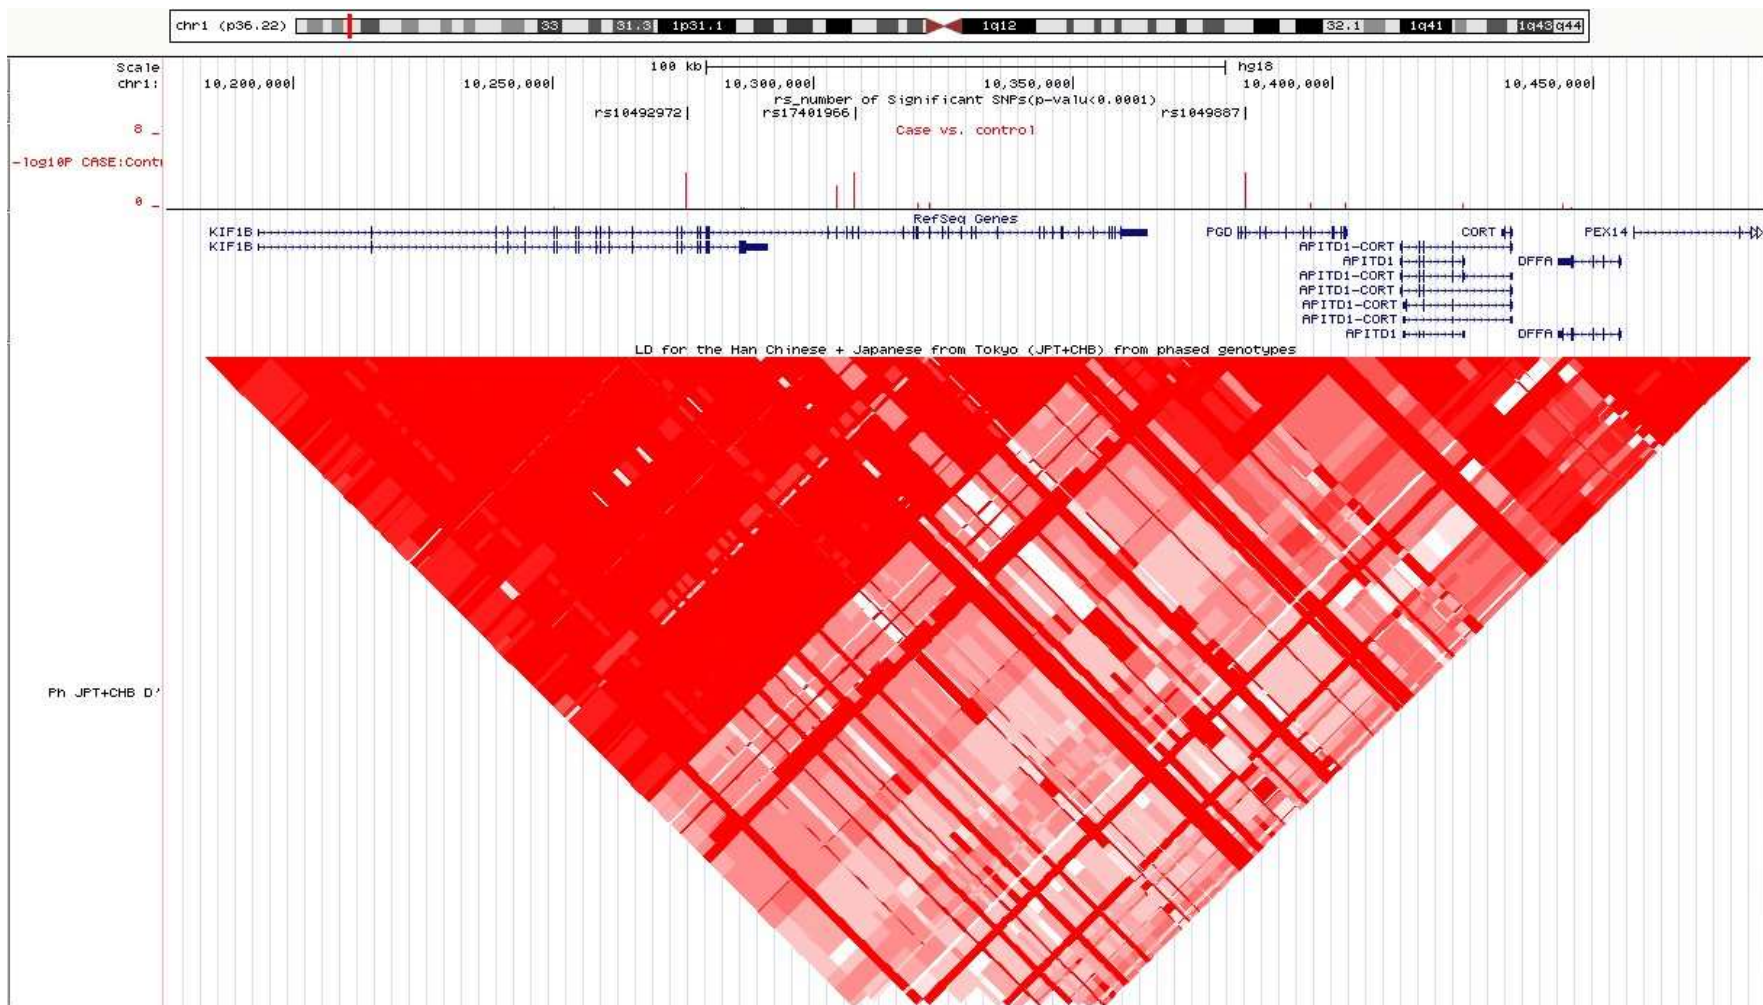 chr1 (p36.22) 33 31.3 1p31.1 1q12 32.1 1q41 1q43 q44
Scale 100 kb hg18
chr1: 10,200,000 10,250,000 10,300,000 10,350,000 10,400,000 10,450,000
rs_number of Significant SNPs(p-valu<0.0001)
rs10492972 rs17401966 rs1049887
8 _ Case vs. control
-log10P CASE:Cont
0 _
RefSeq Genes
KIF1B PGD CORT PEX14
KIF1B APITD1-CORT
APITD1 DFFA
APITD1-CORT
APITD1-CORT
APITD1-CORT
APITD1-CORT
APITD1 DFFA
LD for the Han Chinese + Japanese from Tokyo (JPT+CHB) from phased genotypes
Ph JPT+CHB D'